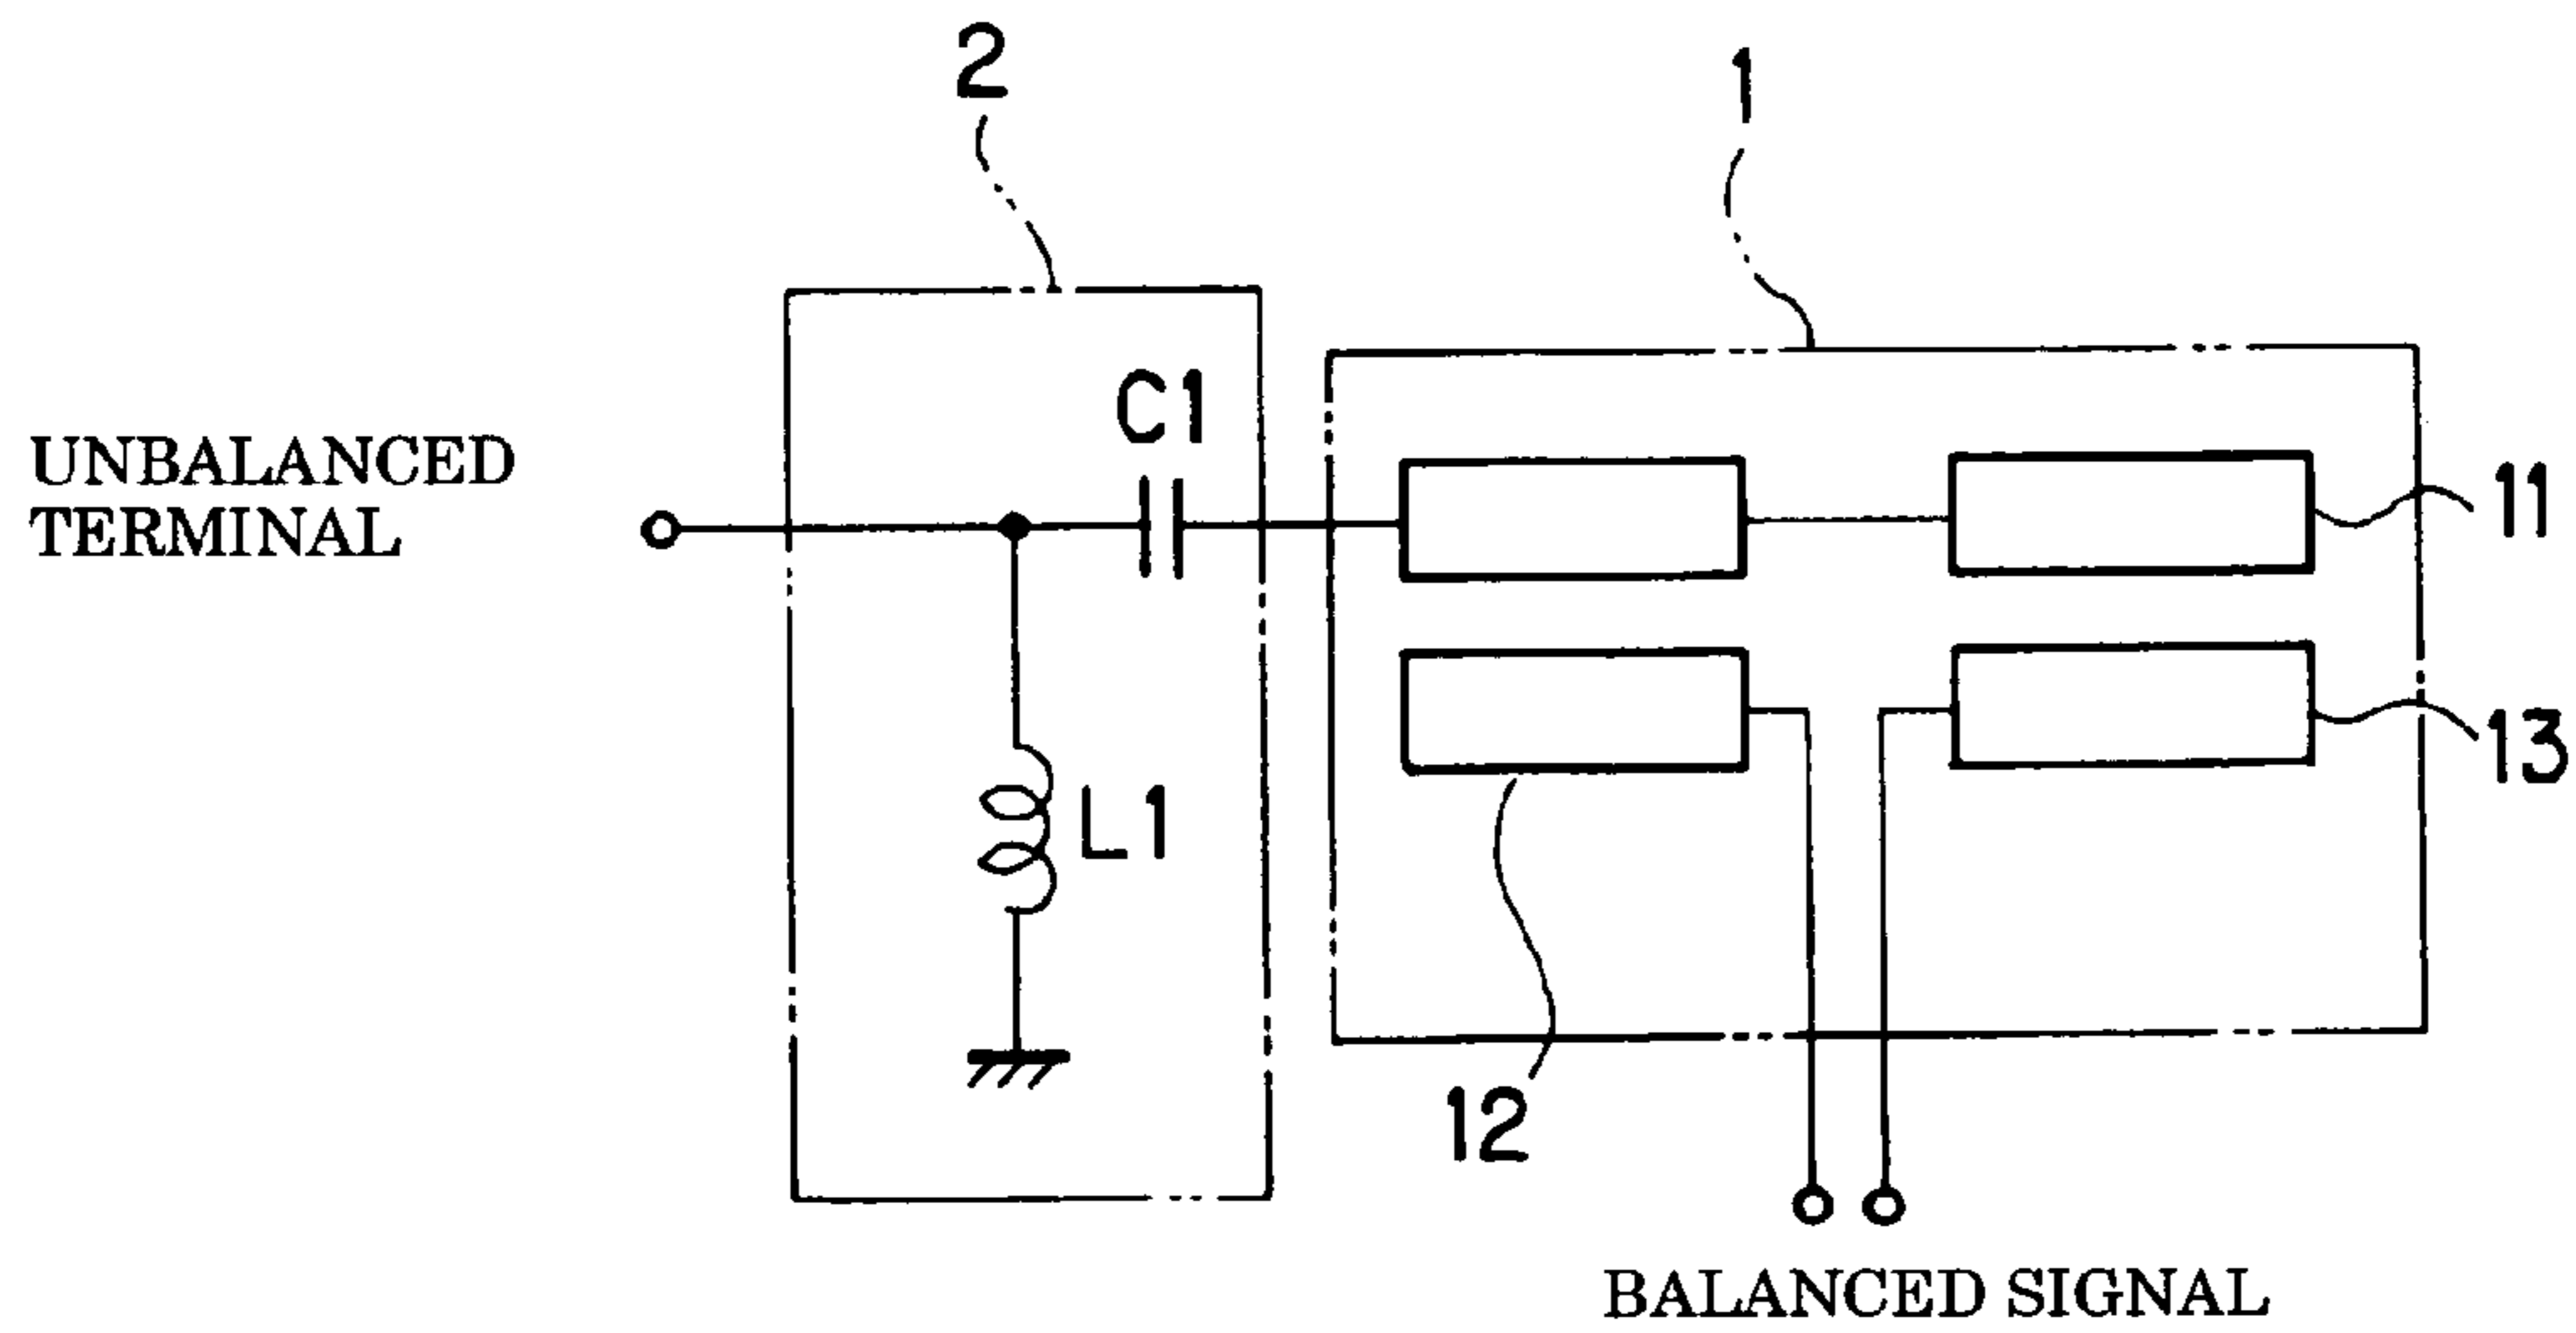 2
1
C1
UNBALANCED
TERMINAL
11
13
L1
12
BALANCED SIGNAL